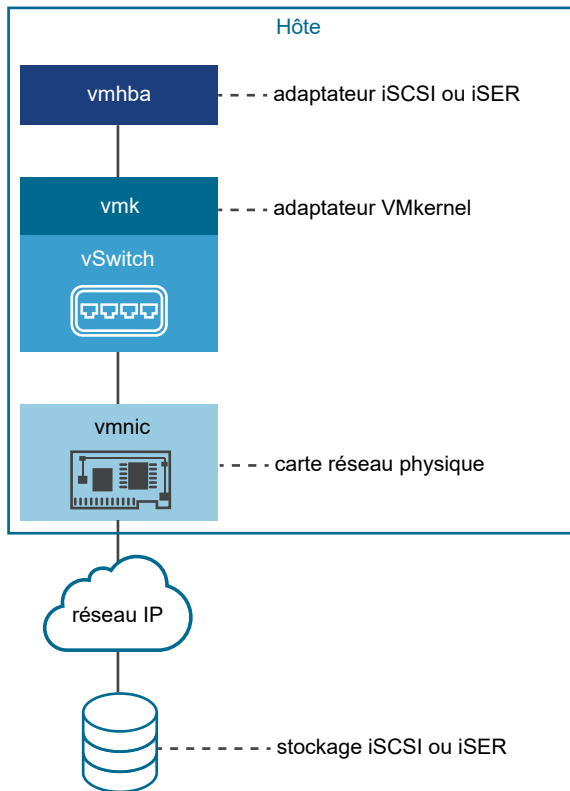 Hôte
vmhba
adaptateur iSCSI ou iSER
vmk
adaptateur VMkernel
vSwitch
vmnic
carte réseau physique
réseau IP
stockage iSCSI ou iSER